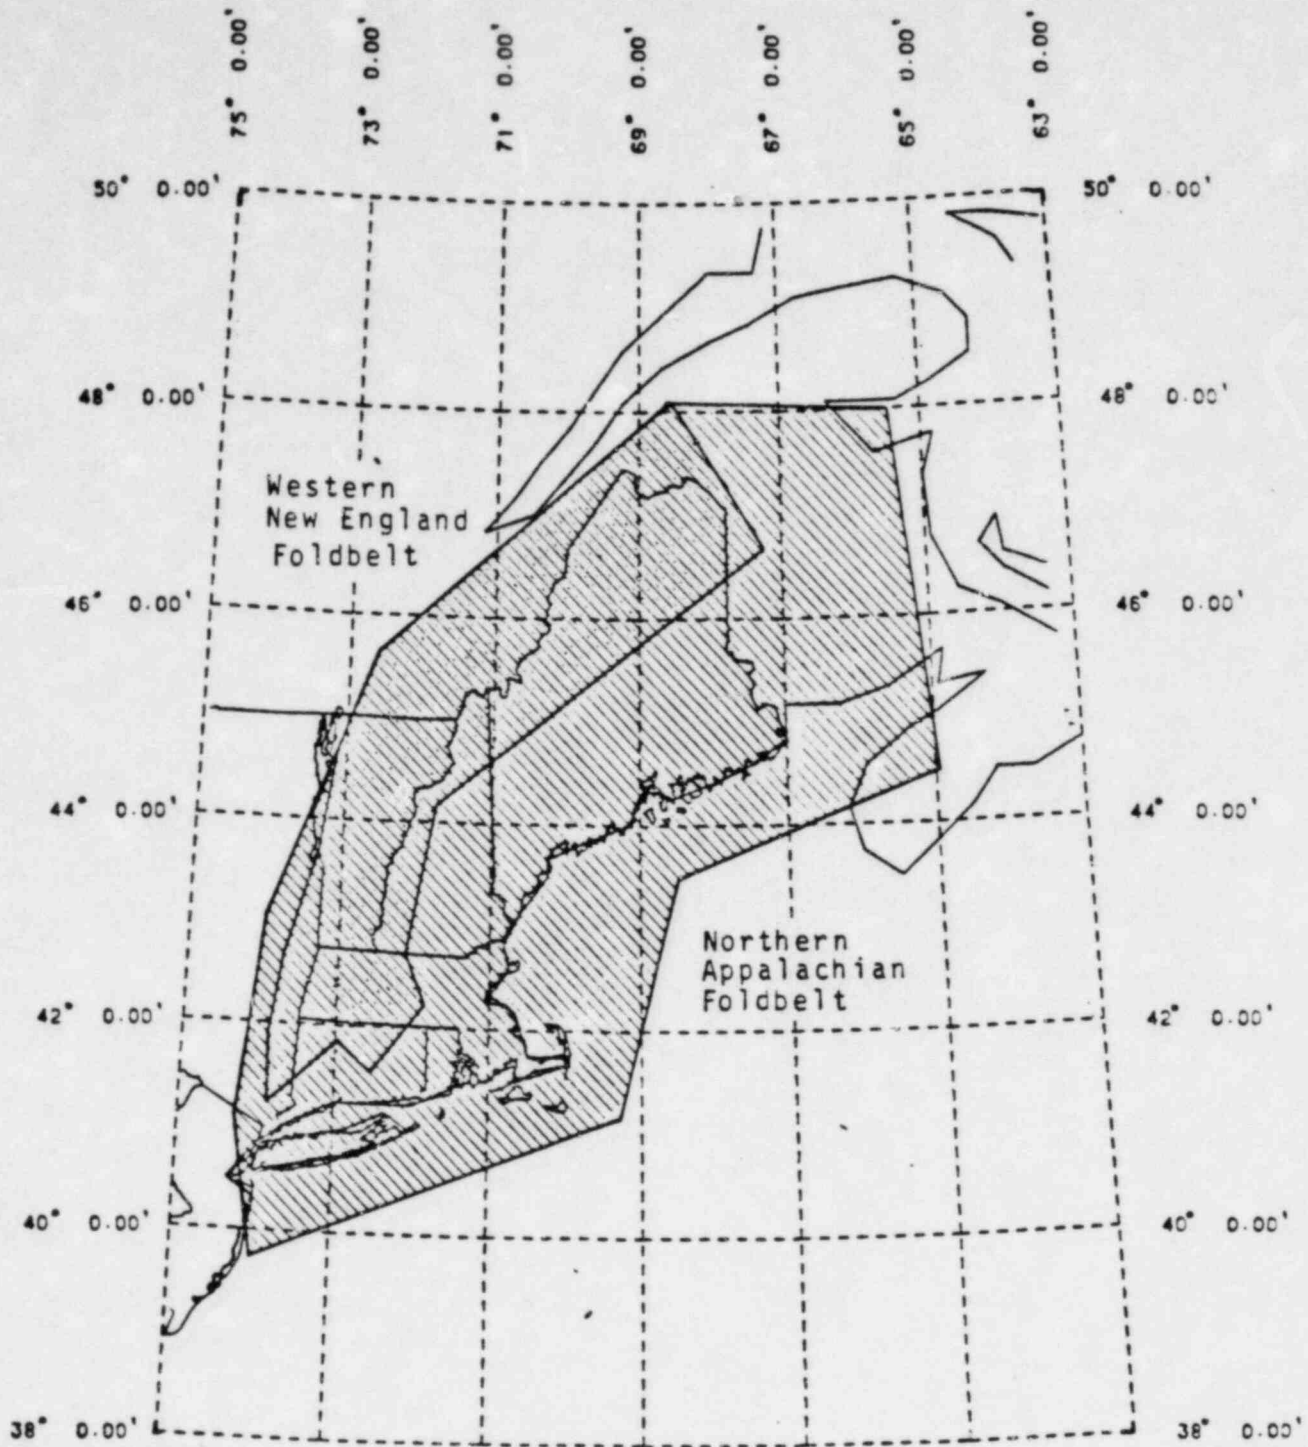 75° 0.00'
73° 0.00'
71° 0.00'
69° 0.00'
67° 0.00'
65° 0.00'
63° 0.00'
50° 0.00' 50° 0.00'
48° 0.00' 48° 0.00'
Western
New England
Foldbelt
46° 0.00' 46° 0.00'
44° 0.00' 44° 0.00'
Northern
Appalachian
Foldbelt
42° 0.00' 42° 0.00'
40° 0.00' 40° 0.00'
38° 0.00' 38° 0.00'